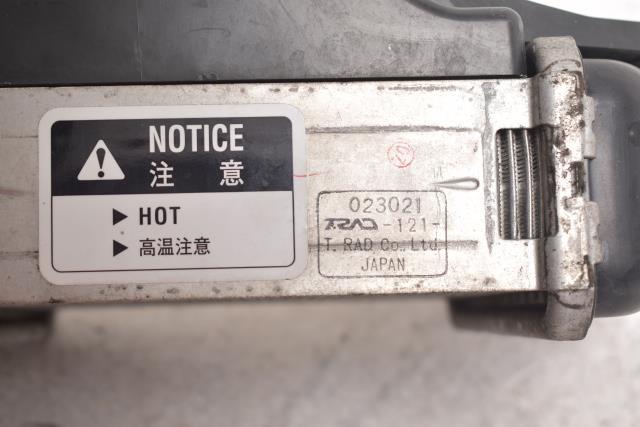 NOTICE
注 意
▶ HOT
▶ 高温注意
023021
TRAD -121-
T. RAD Co., Ltd.
JAPAN